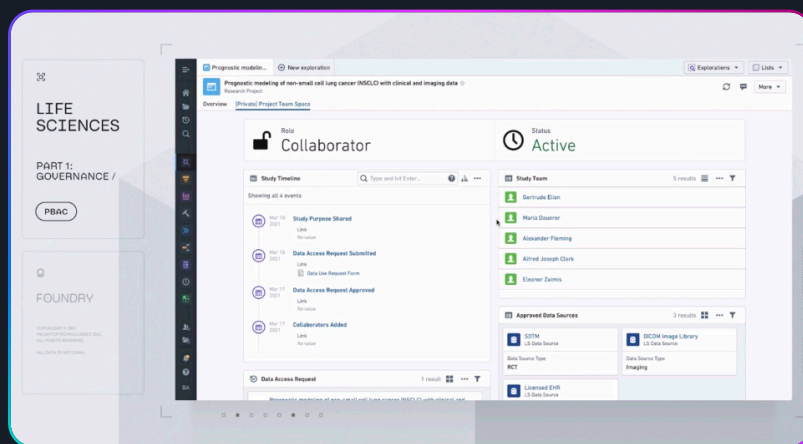 LIFE
SCIENCES
PART 1:
GOVERNANCE /
PBAC
FOUNDRY
Prognostic modelin...
New exploration
Explorations
Lists
Prognostic modeling of non-small cell lung cancer (NSCLC) with clinical and imaging data
Research Project
More
Overview
[Private] Project Team Space
Role
Collaborator
Status
Active
Study Timeline
Type and hit Enter...
Showing all 4 events
Mar 10
2021
Study Purpose Shared
Link
No value
Data Access Request Submitted
Link
Data Use Request Form
Mar 17
2021
Data Access Request Approved
Link
No value
Mar 17
2021
Collaborators Added
Link
No value
Data Access Request
1 result
Study Team
5 results
Gertrude Elion
Maria Dauerer
Alexander Fleming
Alfred Joseph Clark
Eleanor Zaimis
Approved Data Sources
3 results
SDTM
LS Data Source
Data Source Type
RCT
DICOM Image Library
LS Data Source
Data Source Type
Imaging
Licensed EHR
LS Data Source